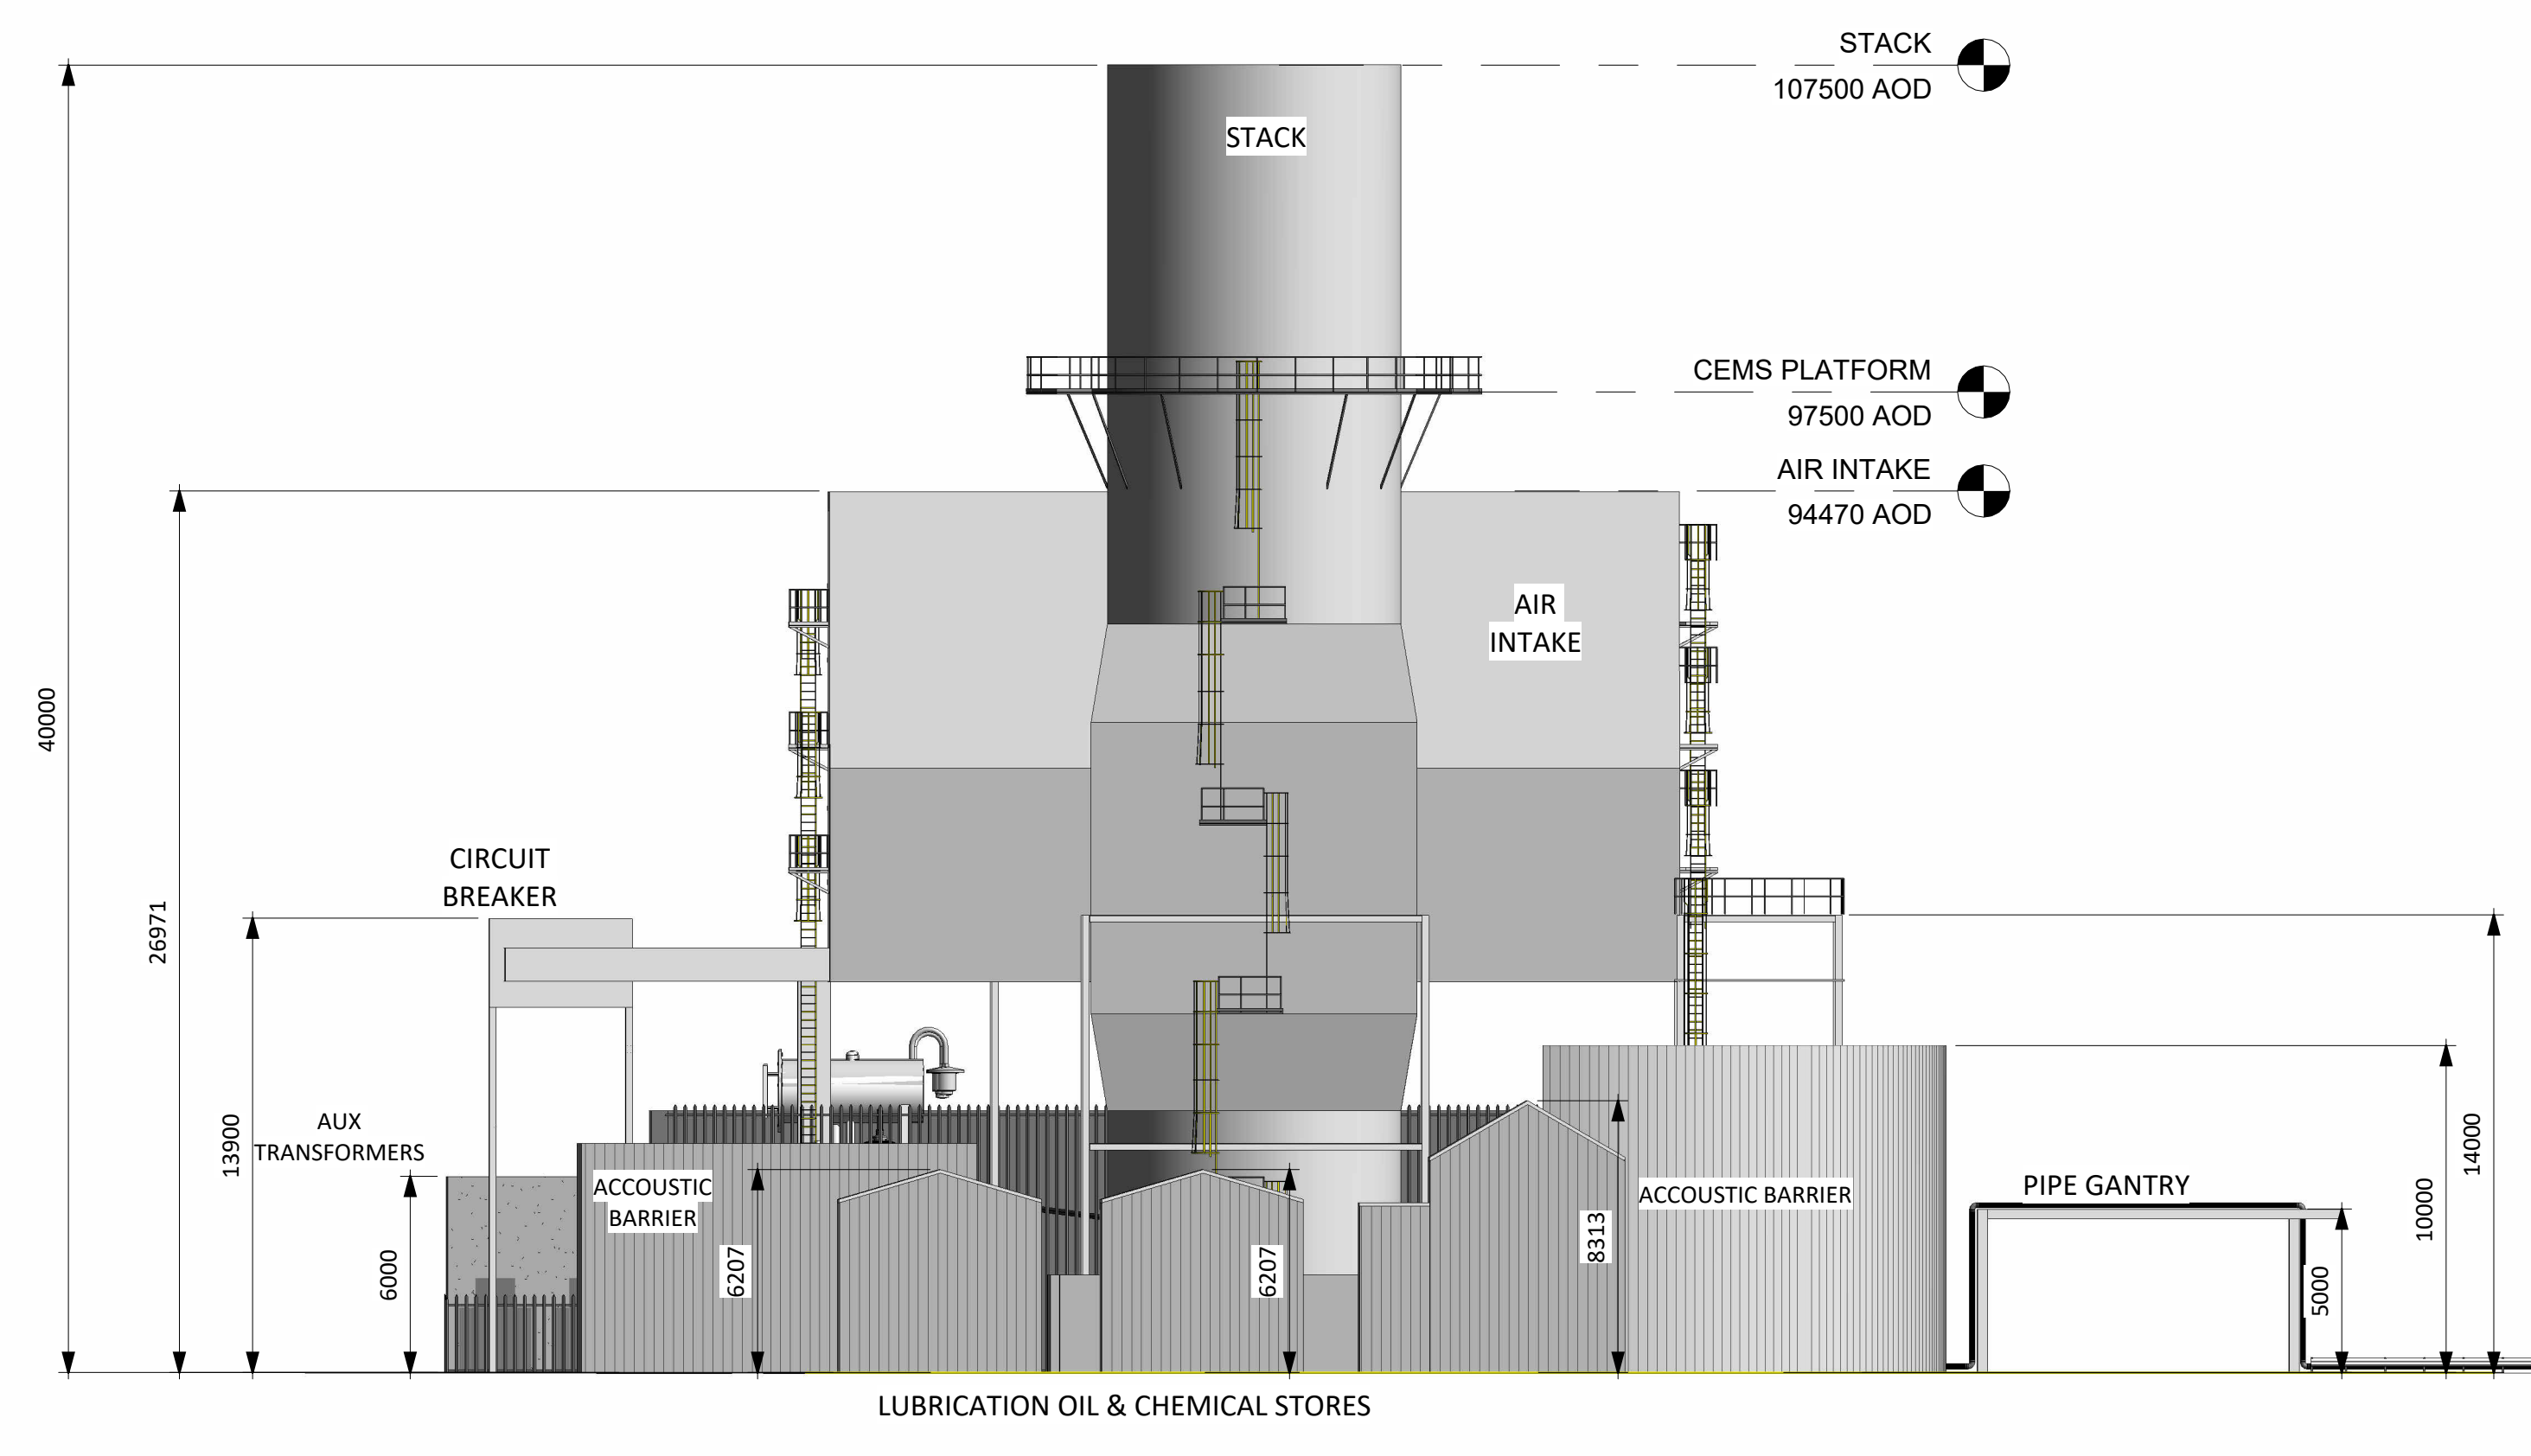 STACK
107500 AOD
STACK
CEMS PLATFORM
97500 AOD
AIR INTAKE
94470 AOD
AIR
INTAKE
40000
26971
CIRCUIT
BREAKER
13900
AUX
TRANSFORMERS
6000
ACCOUSTIC
BARRIER
6207
6207
8313
ACCOUSTIC BARRIER
PIPE GANTRY
5000
10000
14000
LUBRICATION OIL & CHEMICAL STORES